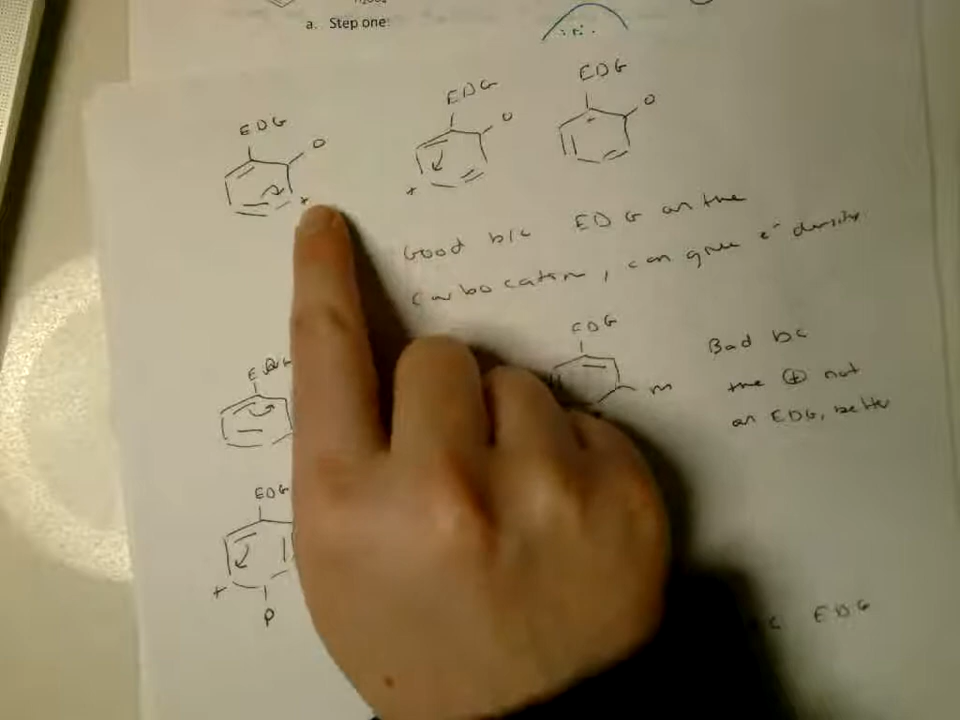 H₂SO₄
a. Step one:
EDG
O
+
EDG
O
+
EDG
O
+
Good b/c EDG on the
carbocation, can give e⁻ density
EDG
EDG
m
Bad bc
the ⊕ not
on EDG, better
EDG
+
P
c EDG